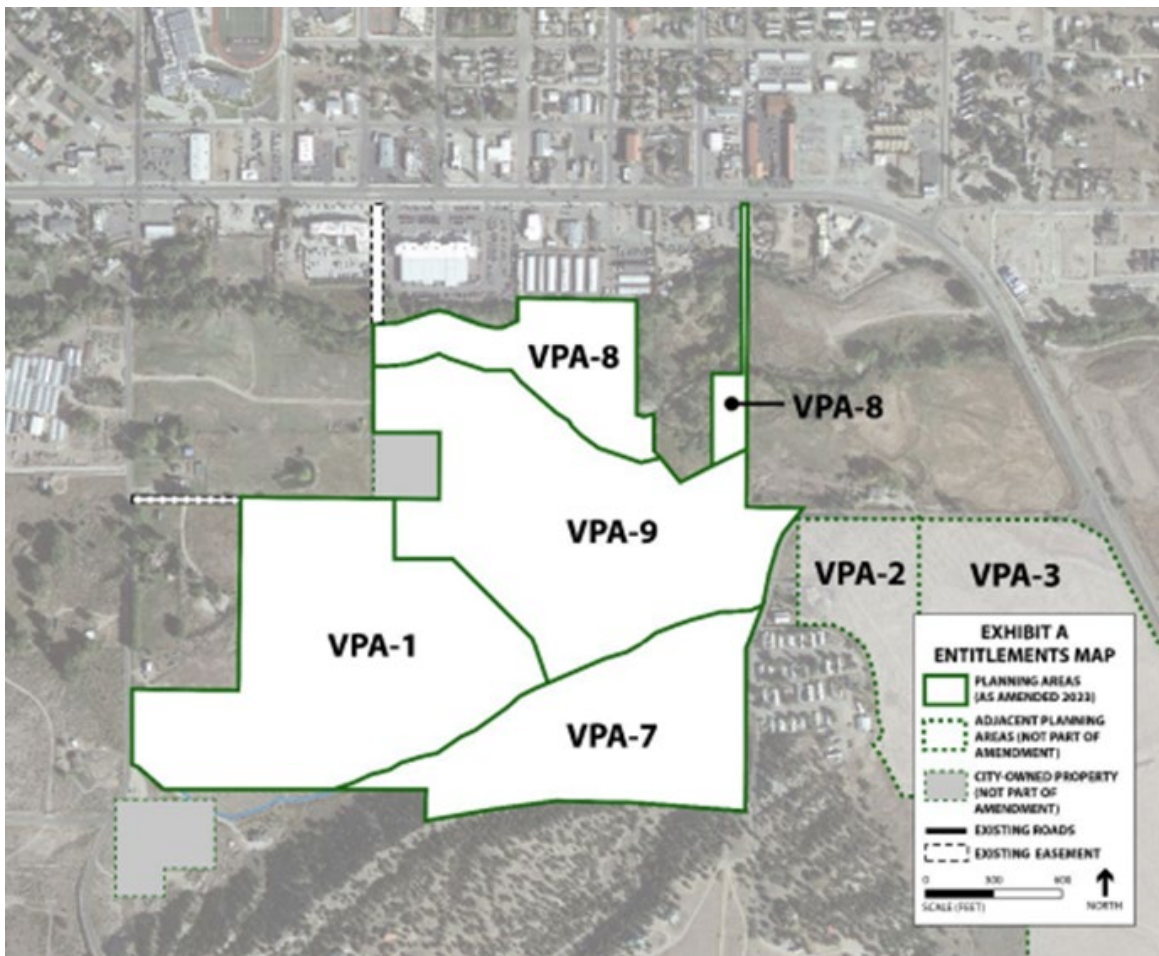 VPA-8
VPA-8
VPA-9
VPA-2
VPA-3
VPA-1
VPA-7
EXHIBIT A
ENTITLEMENTS MAP
PLANNING AREAS
(AS AMENDED 2023)
ADJACENT PLANNING
AREAS (NOT PART OF
AMENDMENT)
CITY-OWNED PROPERTY
(NOT PART OF
AMENDMENT)
EXISTING ROADS
EXISTING EASEMENT
0 300 600
SCALE (FEET)
NORTH